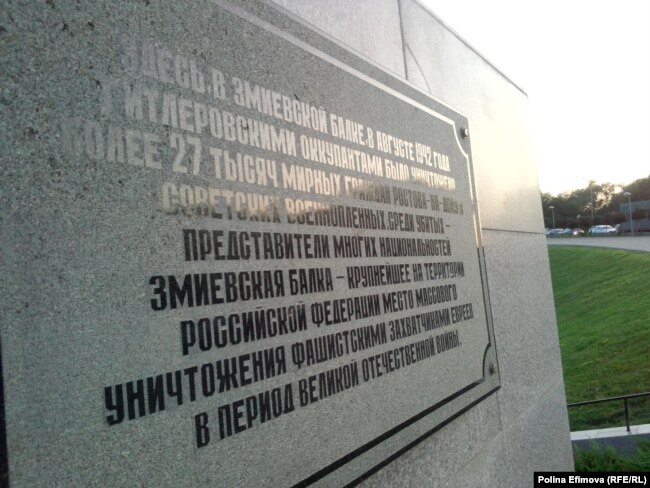 ЗДЕСЬ, В ЗМИЕВСКОЙ БАЛКЕ, В АВГУСТЕ 1942 ГОДА
ГИТЛЕРОВСКИМИ ОККУПАНТАМИ БЫЛО УНИЧТОЖЕНО
БОЛЕЕ 27 ТЫСЯЧ МИРНЫХ ГРАЖДАН РОСТОВА-НА-ДОНУ И
СОВЕТСКИХ ВОЕННОПЛЕННЫХ. СРЕДИ УБИТЫХ –
ПРЕДСТАВИТЕЛИ МНОГИХ НАЦИОНАЛЬНОСТЕЙ
ЗМИЕВСКАЯ БАЛКА – КРУПНЕЙШЕЕ НА ТЕРРИТОРИИ
РОССИЙСКОЙ ФЕДЕРАЦИИ МЕСТО МАССОВОГО
УНИЧТОЖЕНИЯ ФАШИСТСКИМИ ЗАХВАТЧИКАМИ ЕВРЕЕВ
В ПЕРИОД ВЕЛИКОЙ ОТЕЧЕСТВЕННОЙ ВОЙНЫ.
Polina Efimova (RFE/RL)